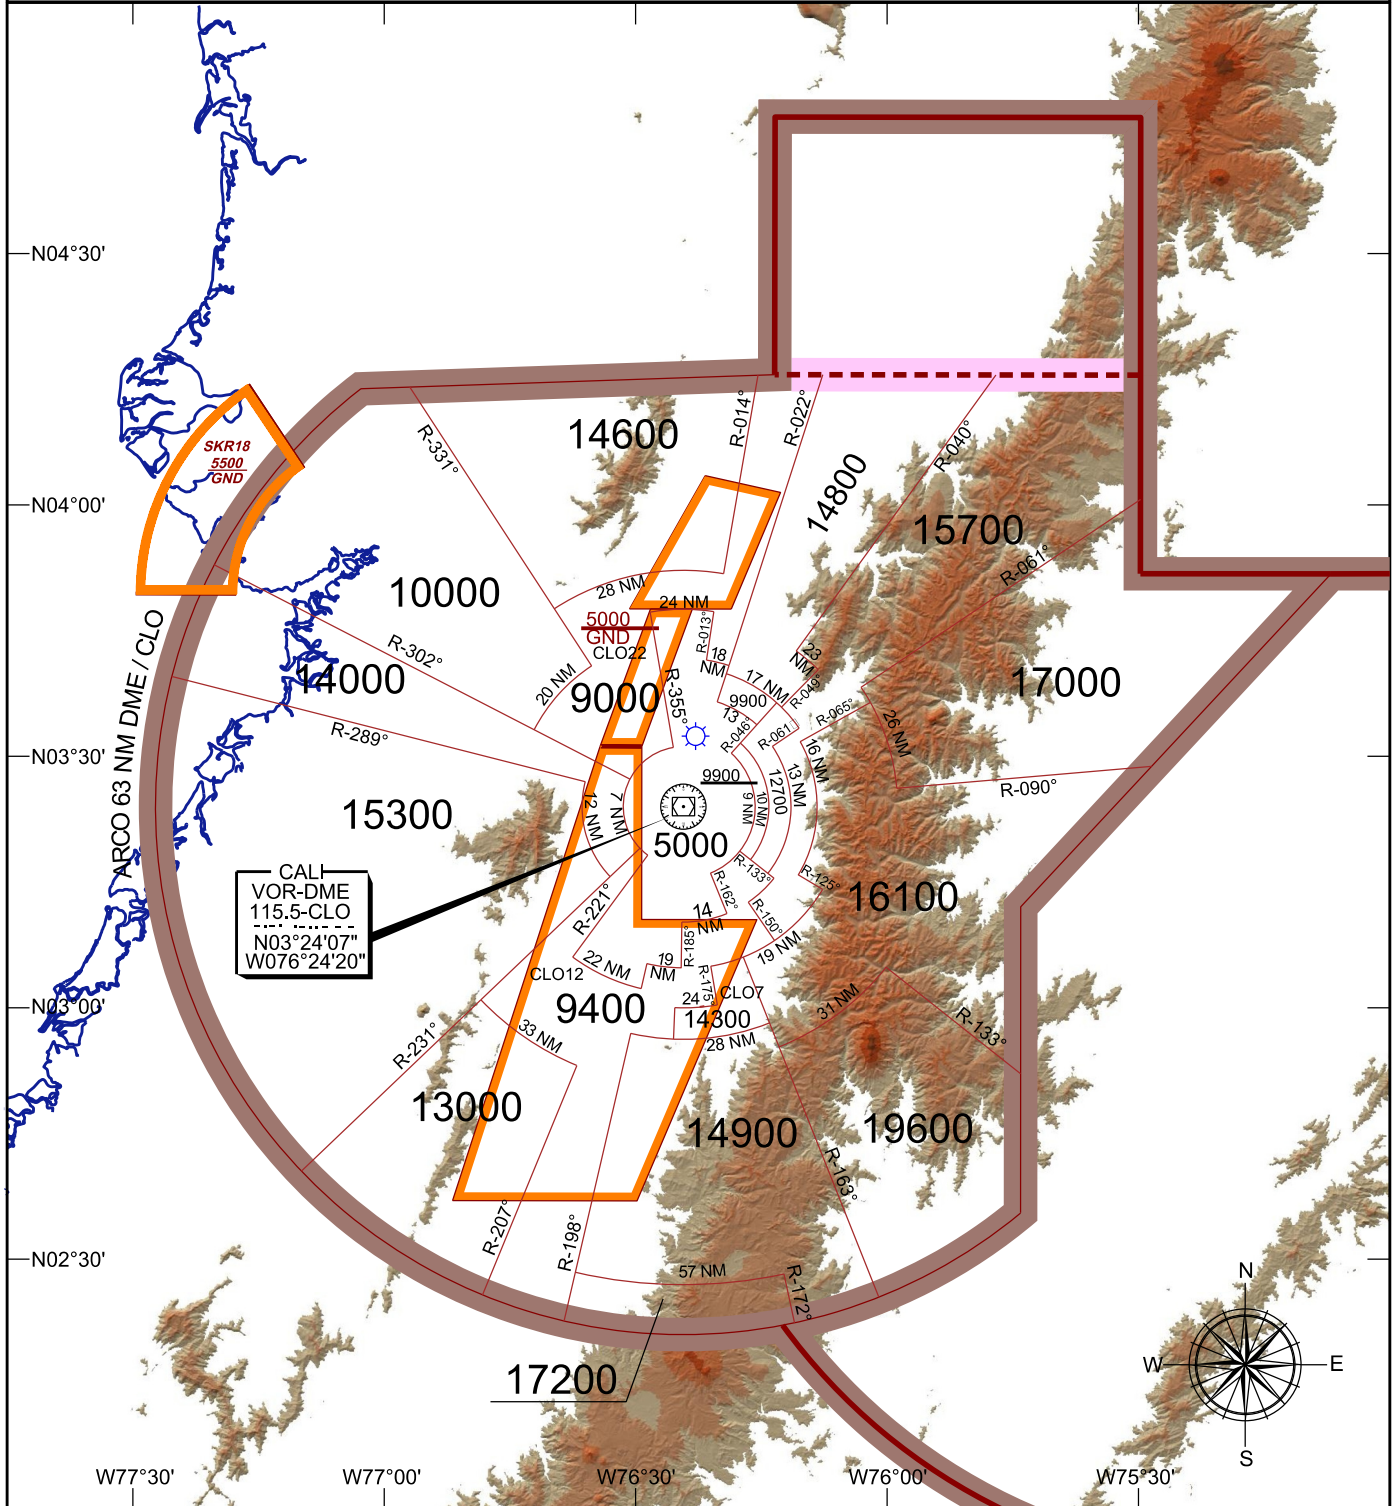 N04°30'
N04°00'
N03°30'
N03°00'
N02°30'
W77°30'
W77°00'
W76°30'
W76°00'
W75°30'
ARCO 63 NM DME / CLO
SKR18
5500
GND
R-331°
14600
R-014°
R-022°
14800
R-040°
15700
R-061°
10000
28 NM
24 NM
5000
GND
CLO22
R-013°
18
NM
23
NM
R-302°
14000
20 NM
9000
R-355°
17 NM
R-049°
9900
13
R-046°
R-061
R-065°
17000
26 NM
R-289°
R-090°
16 NM
13 NM
12700
10 NM
9 NM
9900
15300
12 NM
7 NM
5000
CALI
VOR-DME
115.5-CLO
N03°24'07"
W076°24'20"
R-133°
R-125°
R-162°
R-150°
16100
R-221°
14
NM
R-185°
19 NM
22 NM
19
NM
CLO12
R-175°
CLO7
24
9400
14300
28 NM
31 NM
R-133°
R-231°
33 NM
13000
14900
19600
R-163°
R-207°
R-198°
57 NM
R-172°
17200
N
W
E
S